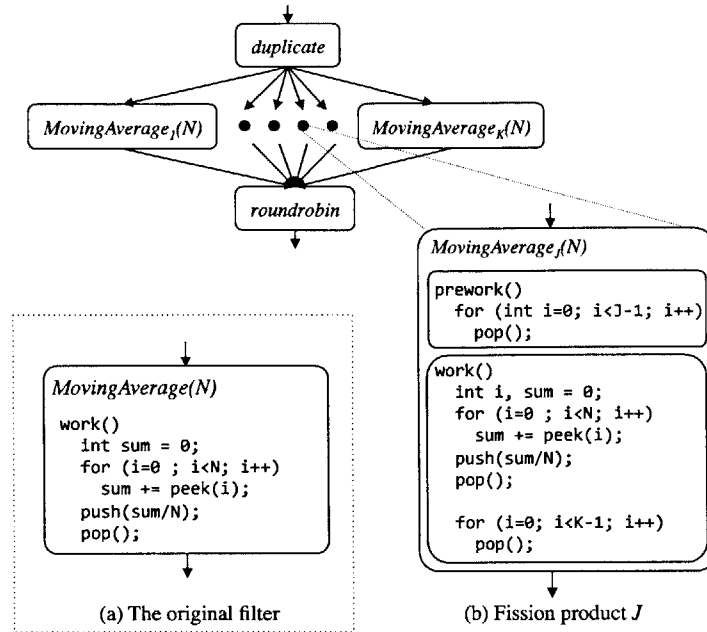 duplicate
MovingAverage₁(N)
MovingAverageₖ(N)
roundrobin
MovingAverageⱼ(N)
prework()
for (int i=0; i<J-1; i++)
pop();
work()
int i, sum = 0;
for (i=0 ; i<N; i++)
sum += peek(i);
push(sum/N);
pop();
for (i=0; i<K-1; i++)
pop();
MovingAverage(N)
work()
int sum = 0;
for (i=0 ; i<N; i++)
sum += peek(i);
push(sum/N);
pop();
(a) The original filter
(b) Fission product J